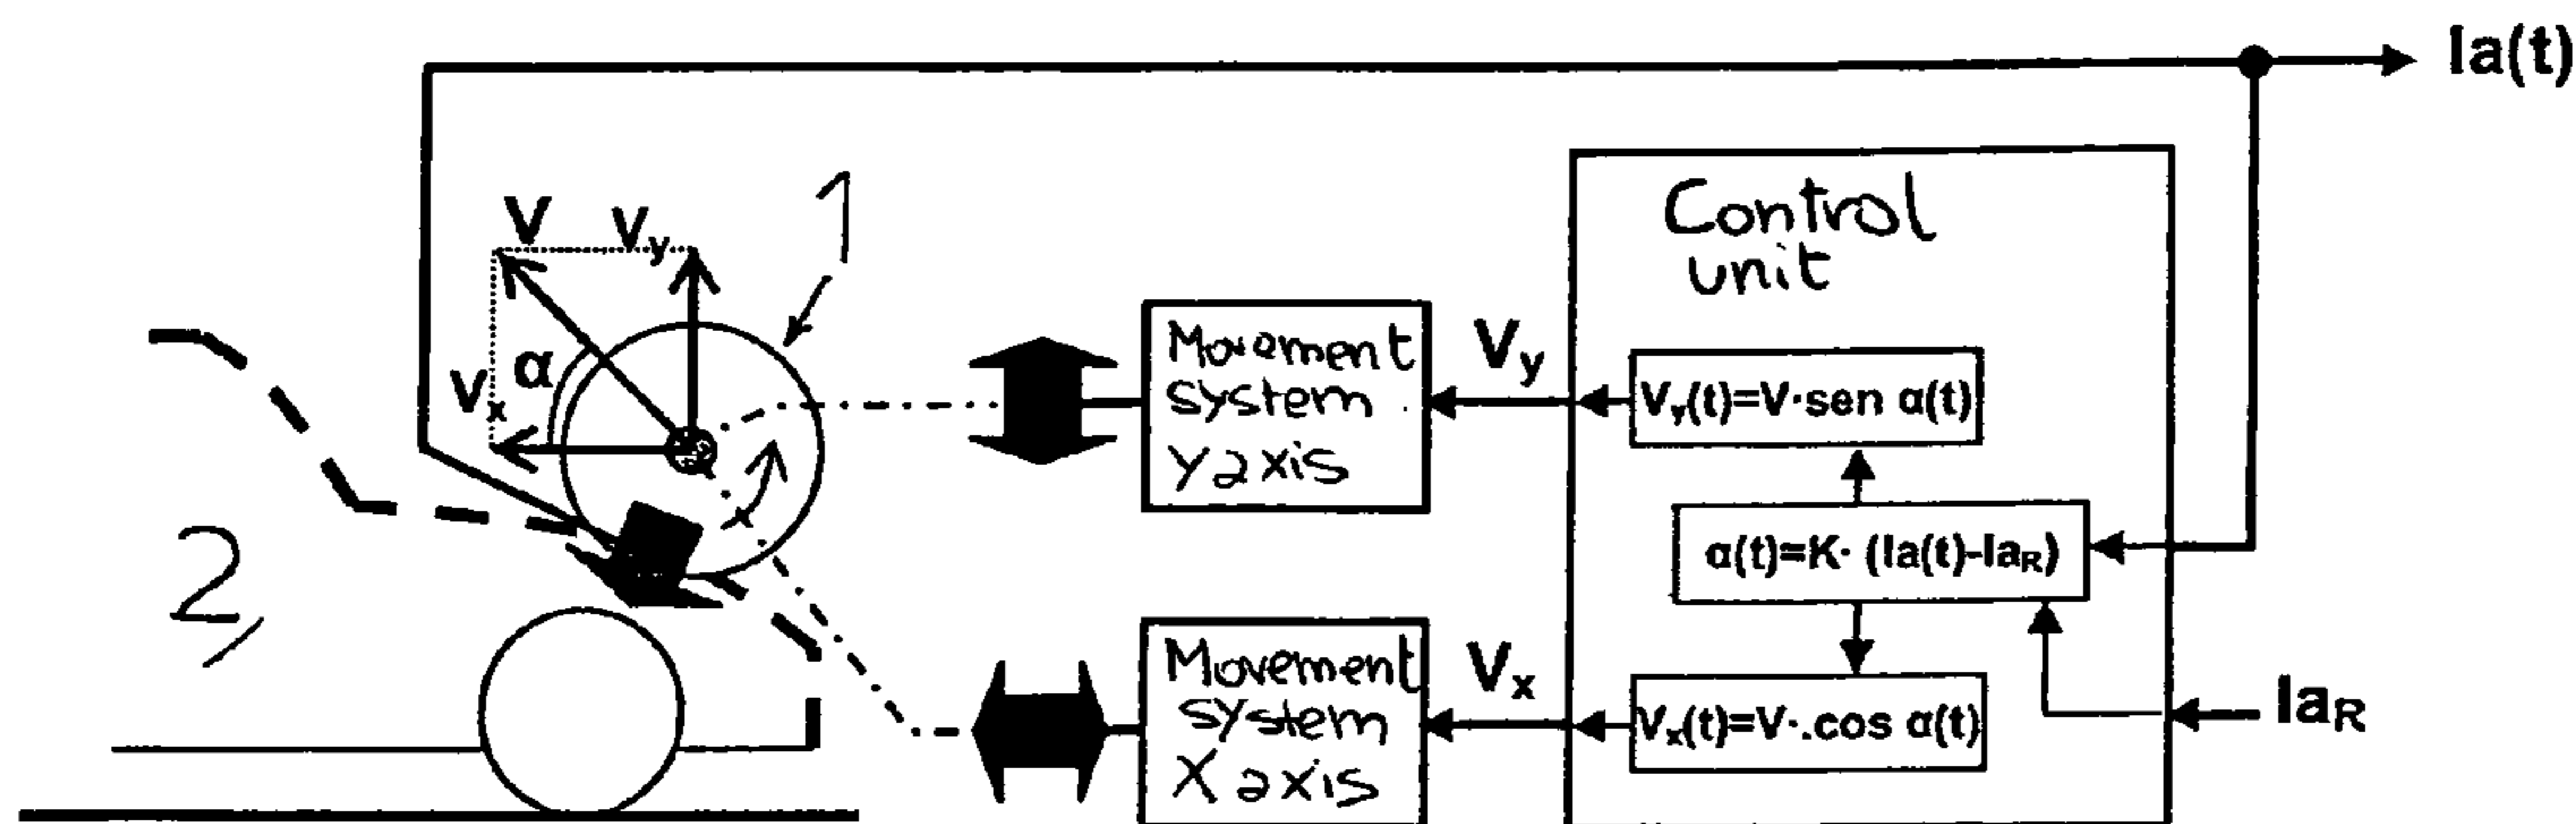 Ia(t)
1
V
Vy
Vx
α
2
Movement
system
y axis
Vy
Control
unit
Vy(t)=V·sen α(t)
α(t)=K· (Ia(t)-IaR)
Movement
system
X axis
Vx
Vx(t)=V·.cos α(t)
IaR